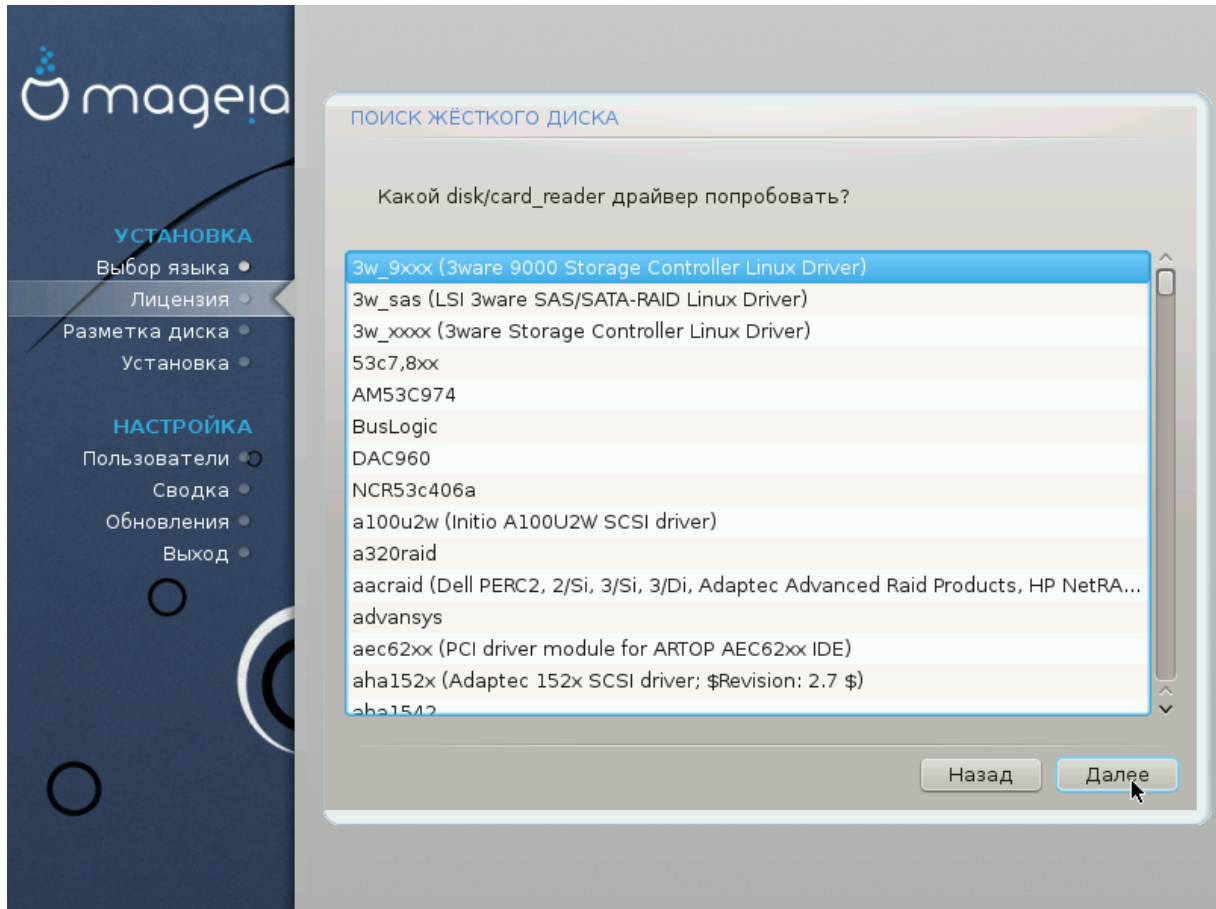 mageia
УСТАНОВКА
Выбор языка
Лицензия
Разметка диска
Установка
НАСТРОЙКА
Пользователи
Сводка
Обновления
Выход
ПОИСК ЖЁСТКОГО ДИСКА
Какой disk/card_reader драйвер попробовать?
3w_9xxx (3ware 9000 Storage Controller Linux Driver)
3w_sas (LSI 3ware SAS/SATA-RAID Linux Driver)
3w_xxxx (3ware Storage Controller Linux Driver)
53c7,8xx
AM53C974
BusLogic
DAC960
NCR53c406a
a100u2w (Initio A100U2W SCSI driver)
a320raid
aacraid (Dell PERC2, 2/Si, 3/Si, 3/Di, Adaptec Advanced Raid Products, HP NetRA...
advansys
aec62xx (PCI driver module for ARTOP AEC62xx IDE)
aha152x (Adaptec 152x SCSI driver; $Revision: 2.7 $)
aha1542
Назад
Далее